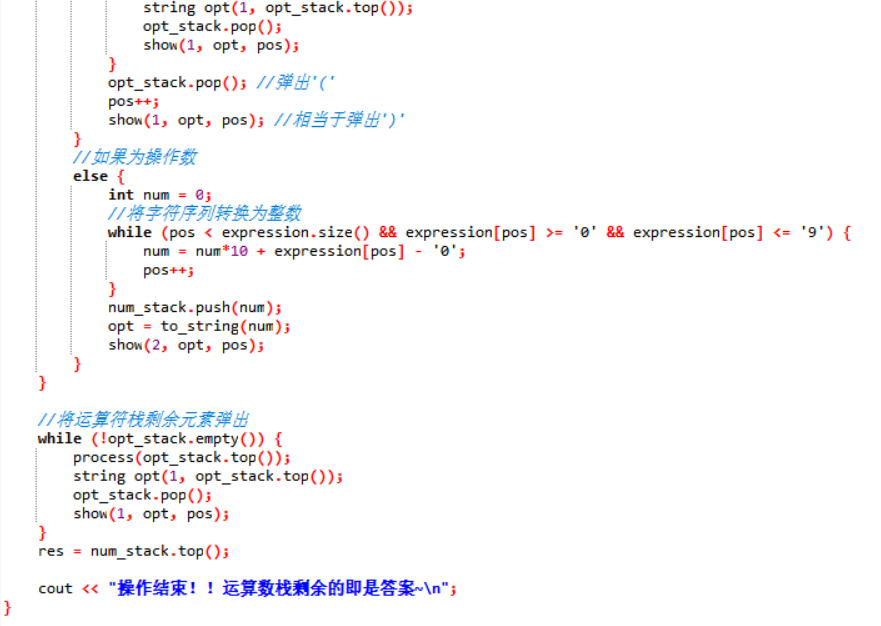 string opt(1, opt_stack.top());
            opt_stack.pop();
            show(1, opt, pos);
        }
        opt_stack.pop(); //弹出'('
        pos++;
        show(1, opt, pos); //相当于弹出')'
    }
    //如果为操作数
    else {
        int num = 0;
        //将字符序列转换为整数
        while (pos < expression.size() && expression[pos] >= '0' && expression[pos] <= '9') {
            num = num*10 + expression[pos] - '0';
            pos++;
        }
        num_stack.push(num);
        opt = to_string(num);
        show(2, opt, pos);
    }
}
//将运算符栈剩余元素弹出
while (!opt_stack.empty()) {
    process(opt_stack.top());
    string opt(1, opt_stack.top());
    opt_stack.pop();
    show(1, opt, pos);
}
res = num_stack.top();
cout << "操作结束！！运算数栈剩余的即是答案~\n";
}